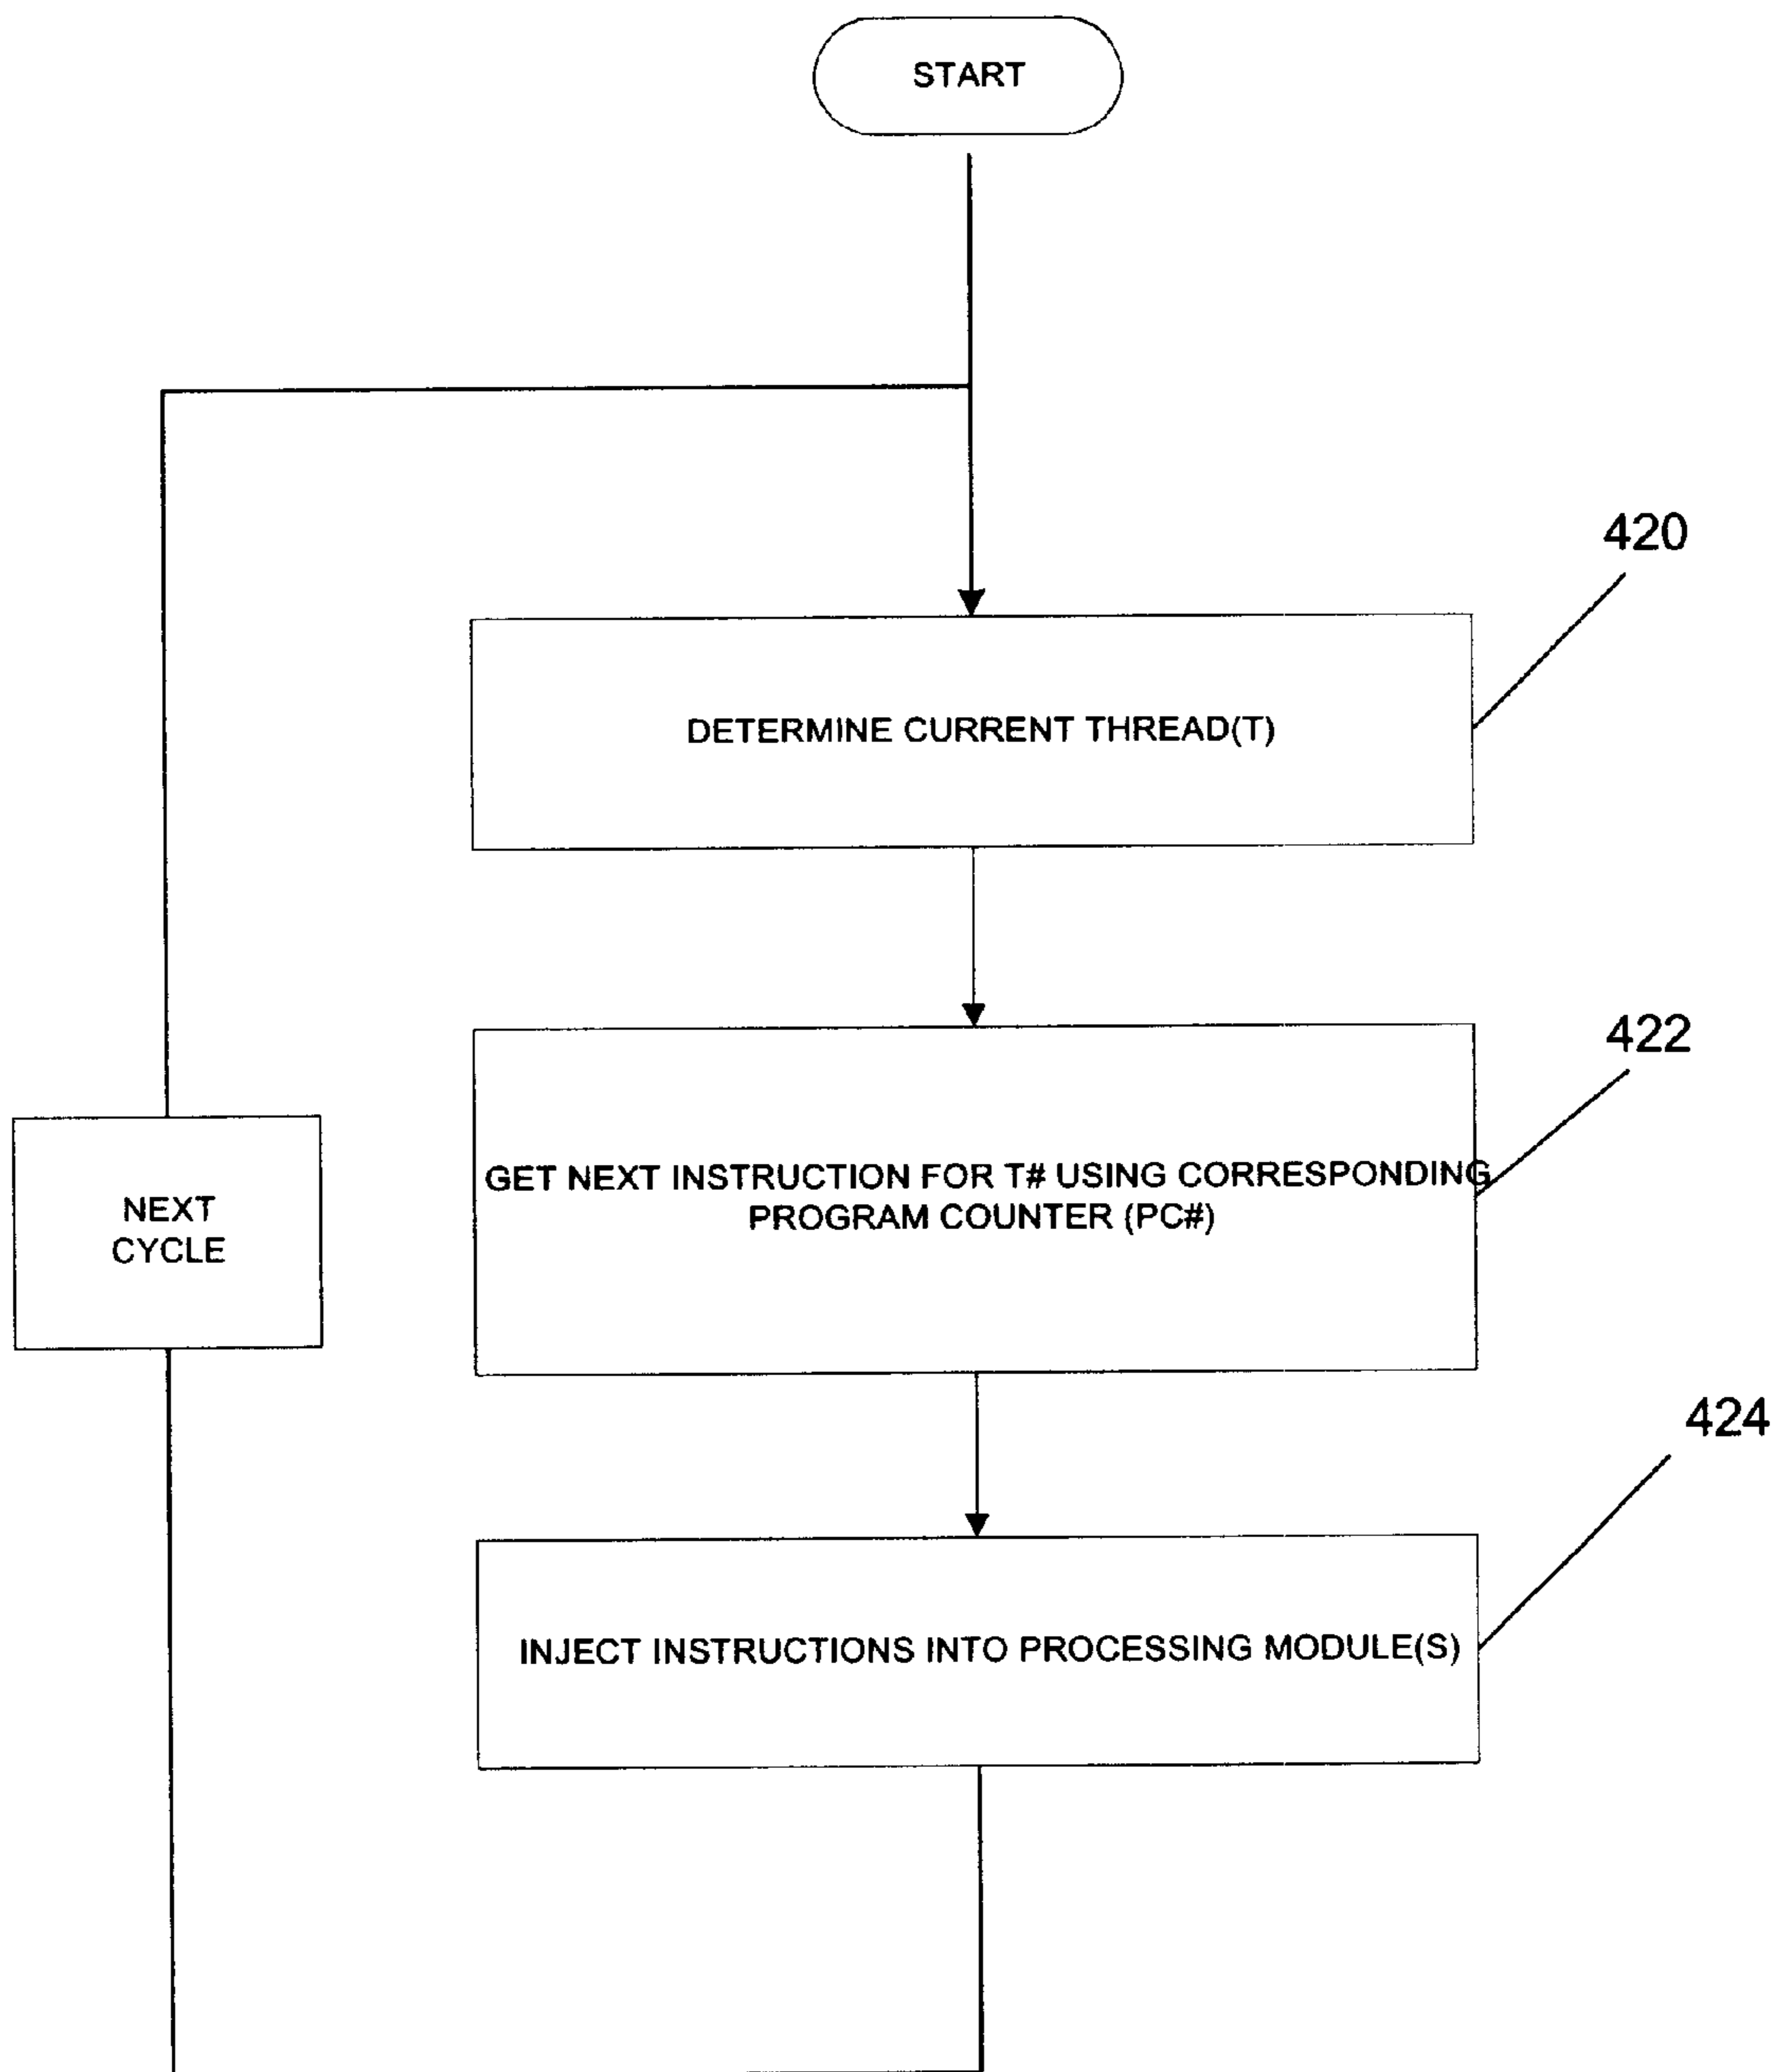 START
420
DETERMINE CURRENT THREAD(T)
422
GET NEXT INSTRUCTION FOR T# USING CORRESPONDING
PROGRAM COUNTER (PC#)
NEXT
CYCLE
424
INJECT INSTRUCTIONS INTO PROCESSING MODULE(S)